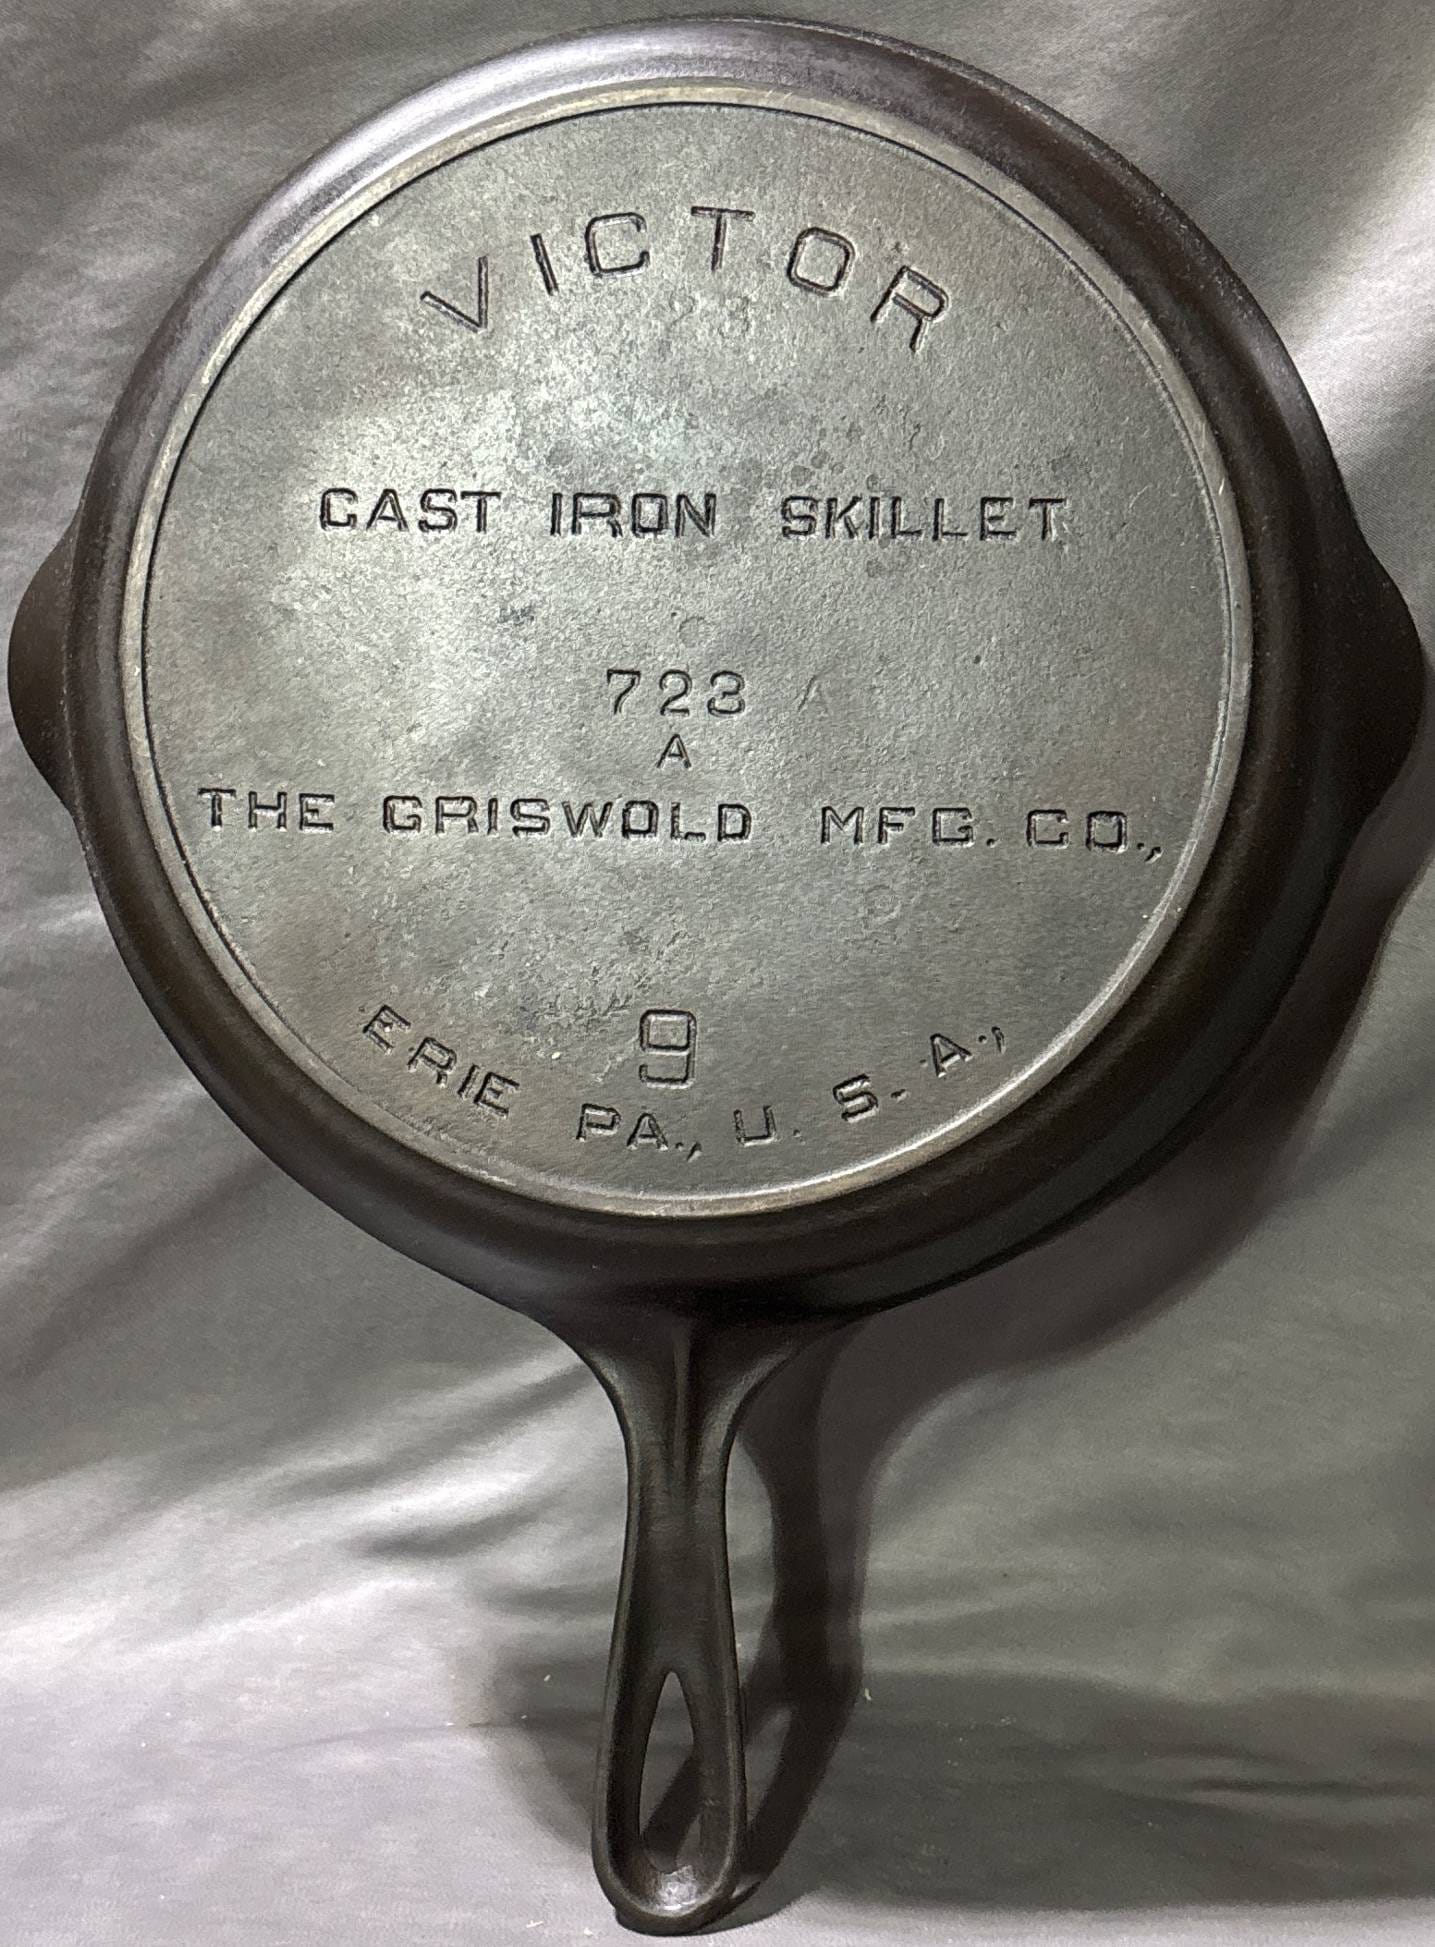 VICTOR
CAST IRON SKILLET
723
A
THE GRISWOLD MFG. CO.,
9
ERIE PA., U. S. A.,